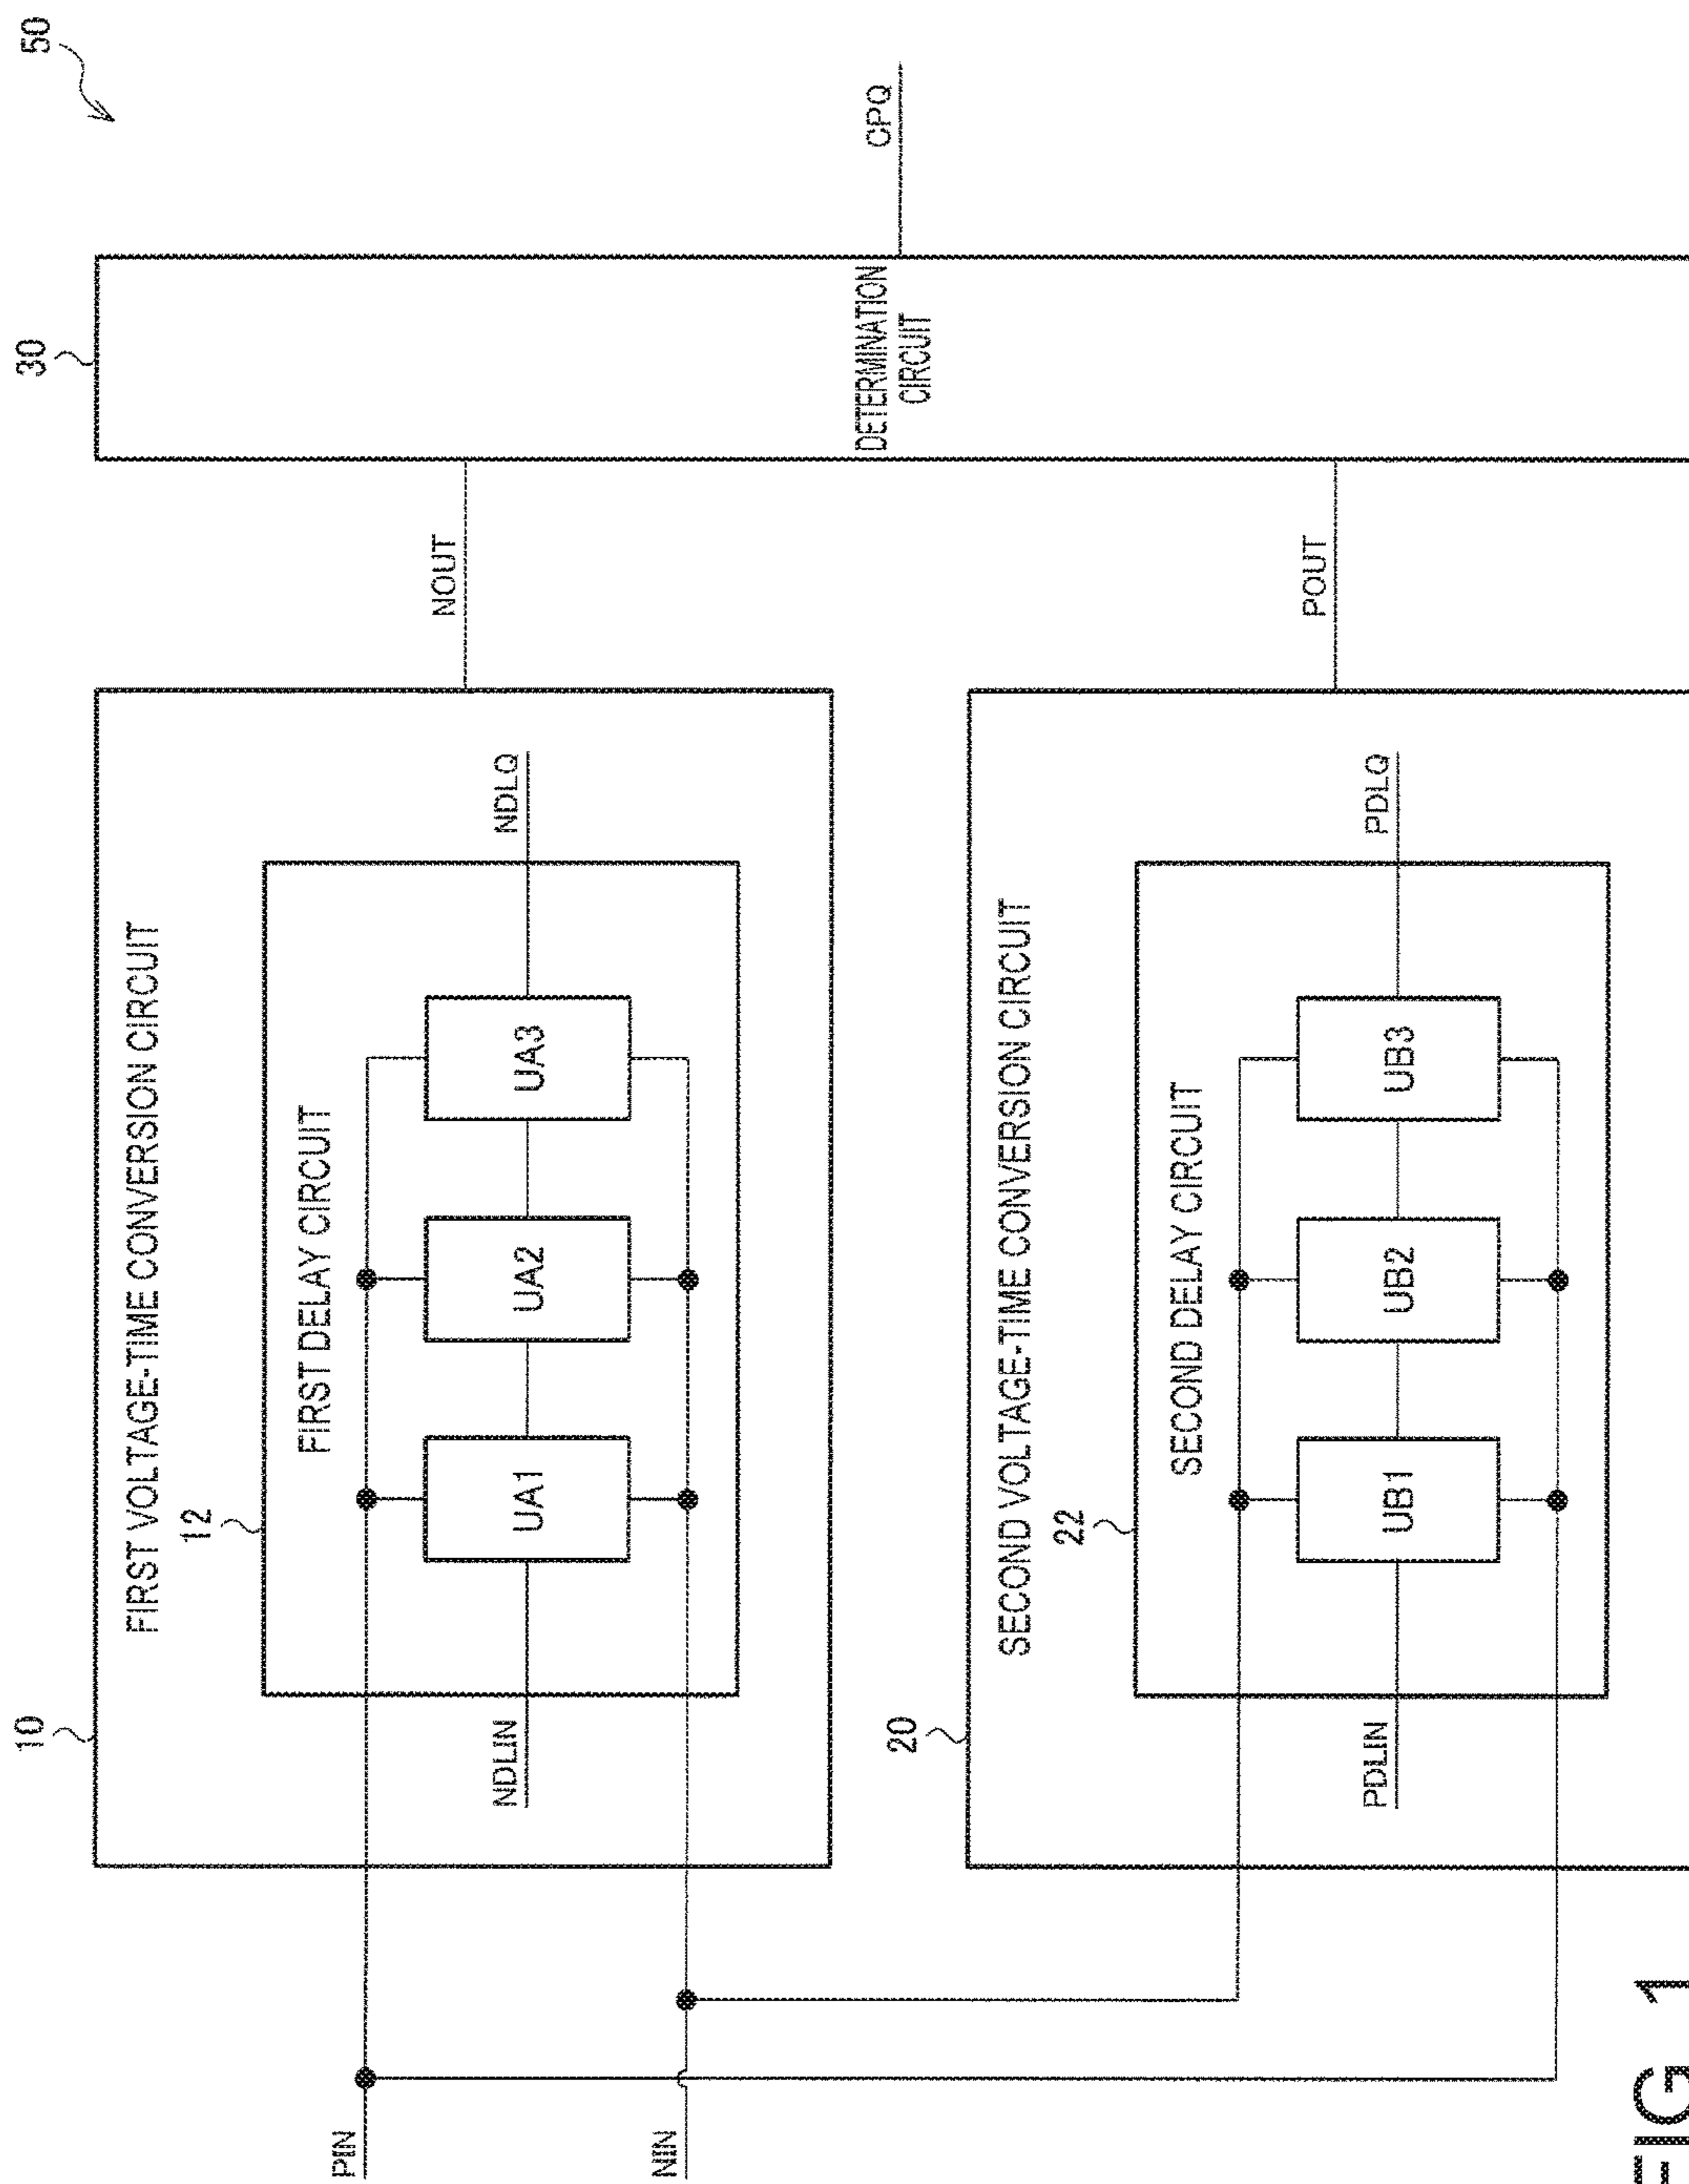 50
30
DETERMINATION
CIRCUIT
CPQ
NOUT
POUT
10
FIRST VOLTAGE-TIME CONVERSION CIRCUIT
12
FIRST DELAY CIRCUIT
PIN
NIN
NDLIN
UA1
UA2
UA3
NDLQ
20
SECOND VOLTAGE-TIME CONVERSION CIRCUIT
22
SECOND DELAY CIRCUIT
PDLIN
UB1
UB2
UB3
PDLQ
FIG 1